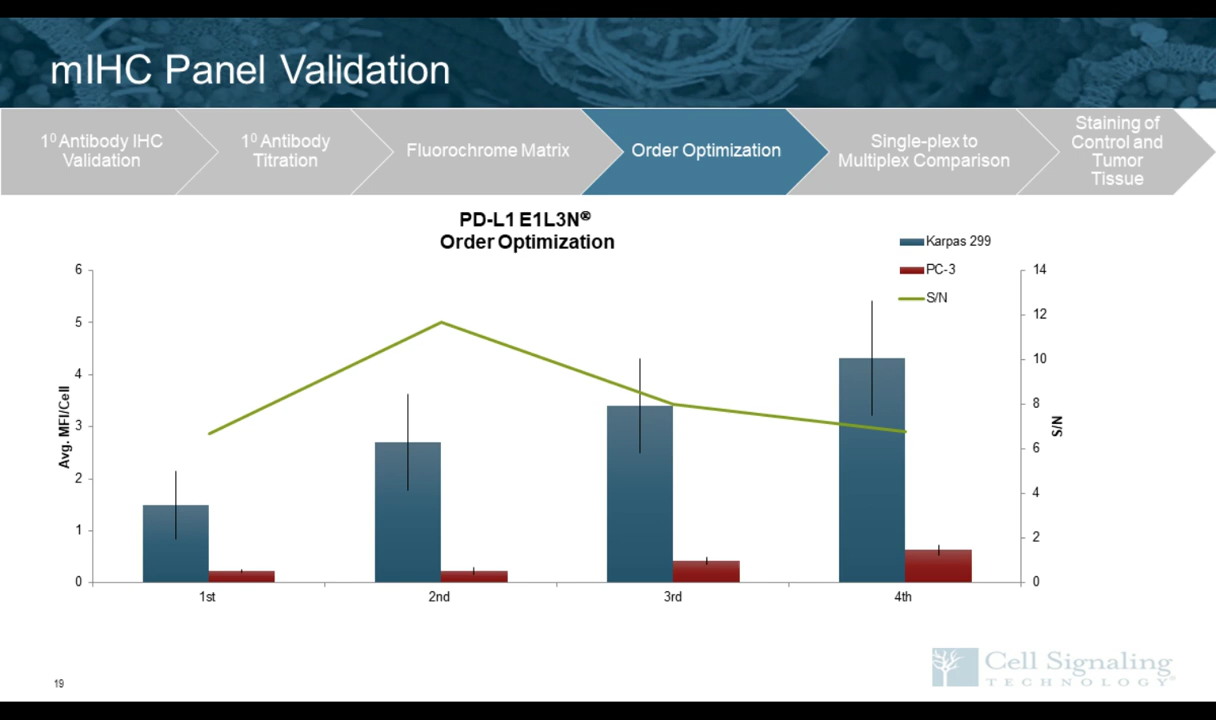 mIHC Panel Validation
1⁰ Antibody IHC
Validation
1⁰ Antibody
Titration
Fluorochrome Matrix
Order Optimization
Single-plex to
Multiplex Comparison
Staining of
Control and
Tumor
Tissue
PD-L1 E1L3N®
Order Optimization
Karpas 299
PC-3
S/N
6
5
4
3
2
1
0
Avg. MFI/Cell
14
12
10
8
6
4
2
0
S/N
1st
2nd
3rd
4th
19
Cell Signaling
TECHNOLOGY®